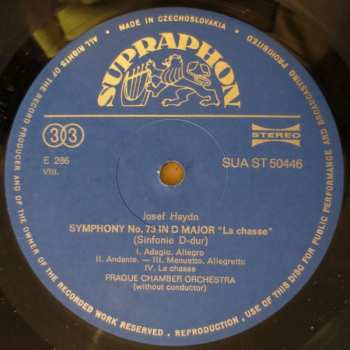 MADE IN CZECHOSLOVAKIA
ALL RIGHTS OF THE RECORD PRODUCER AND OF THE OWNER OF THE RECORDED WORK RESERVED . REPRODUCTION, USE OF THIS DISC FOR PUBLIC PERFORMANCE AND BROADCASTING PROHIBITED
SUPRAPHON
33
STEREO
E 286
VIII.
SUA ST 50446
Josef Haydn
SYMPHONY No. 73 IN D MAIOR "La chasse"
(Sinfonie D-dur)
I. Adagio. Allegro
II. Andante. — III. Menuetto. Allegretto
IV. La chasse
PRAGUE CHAMBER ORCHESTRA
(without conductor)